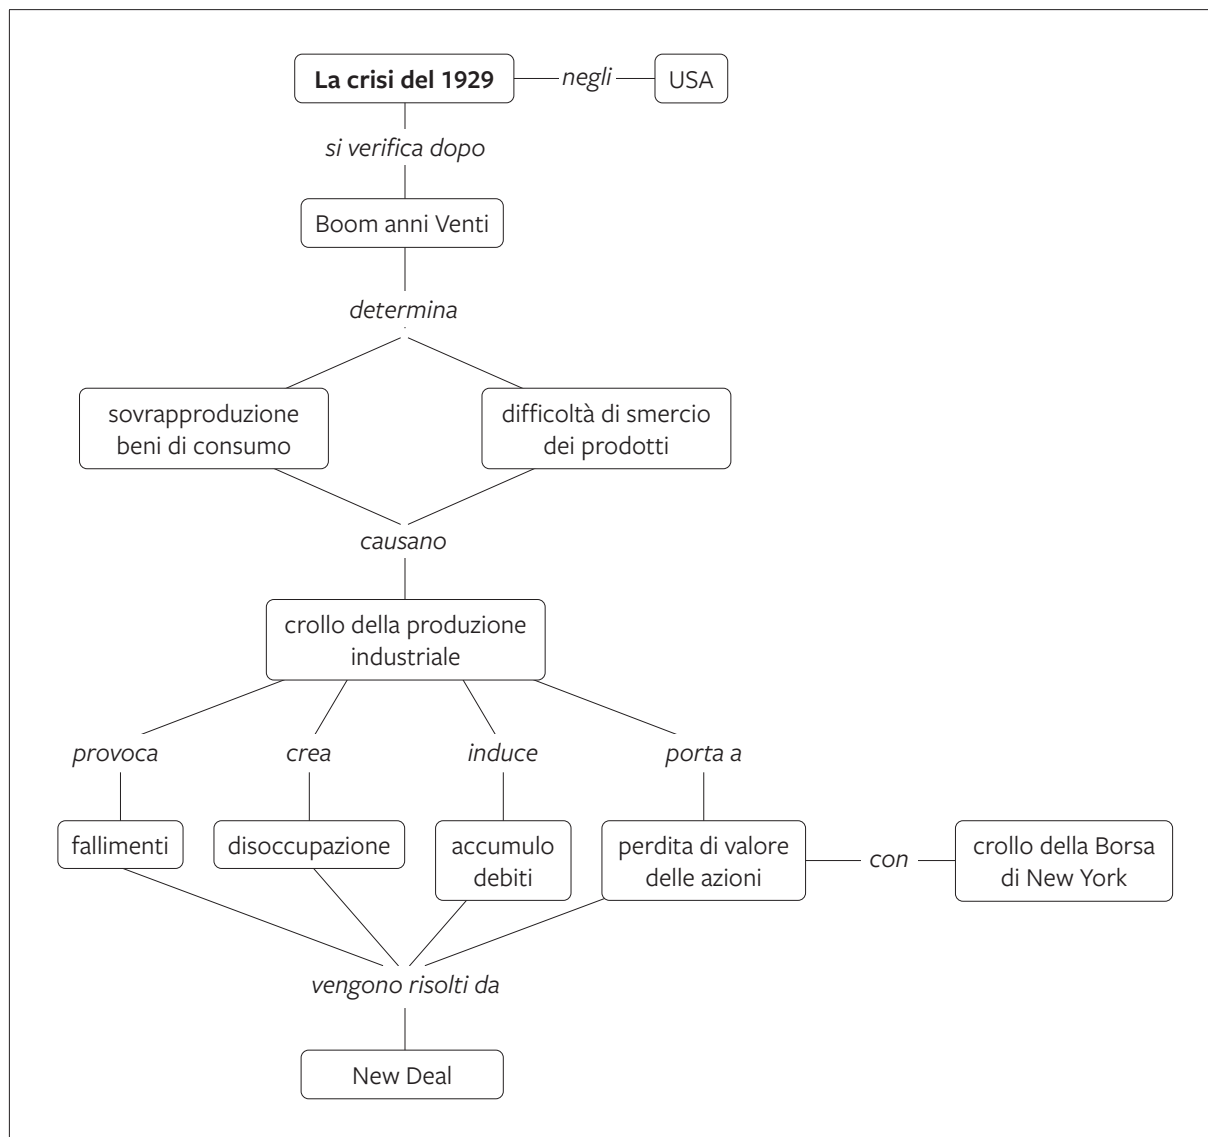 La crisi del 1929
negli
USA
si verifica dopo
Boom anni Venti
determina
sovrapproduzione
beni di consumo
difficoltà di smercio
dei prodotti
causano
crollo della produzione
industriale
provoca
crea
induce
porta a
fallimenti
disoccupazione
accumulo
debiti
perdita di valore
delle azioni
con
crollo della Borsa
di New York
vengono risolti da
New Deal